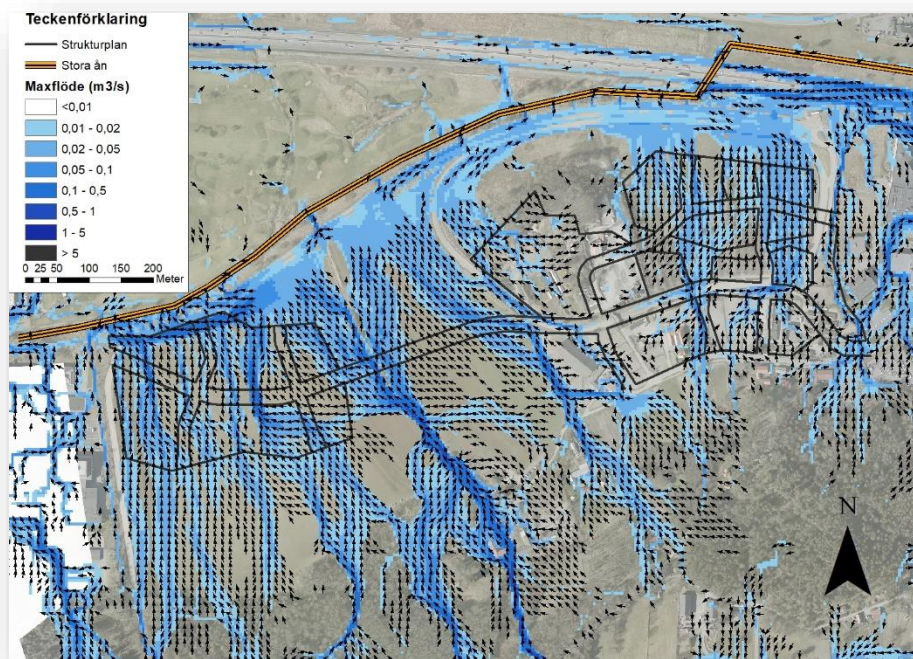 Teckenförklaring
Strukturplan
Stora ån
Maxflöde (m3/s)
<0,01
0,01 - 0,02
0,02 - 0,05
0,05 - 0,1
0,1 - 0,5
0,5 - 1
1 - 5
> 5
0 25 50 100 150 200
Meter
N